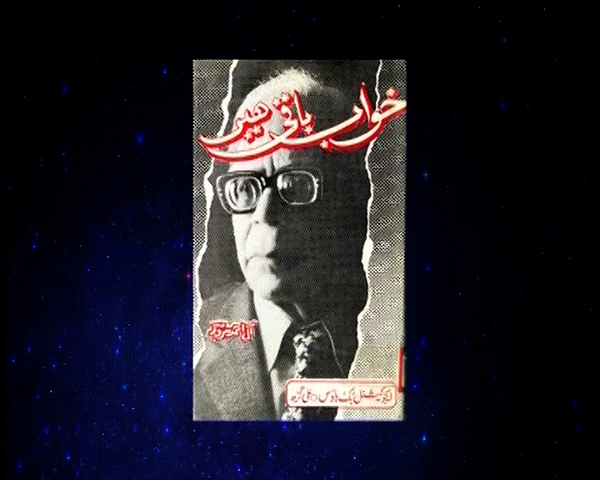 خواب باقی ہیں
آل احمد سرور
ایجوکیشنل بک ہاؤس ○ علی گڑھ